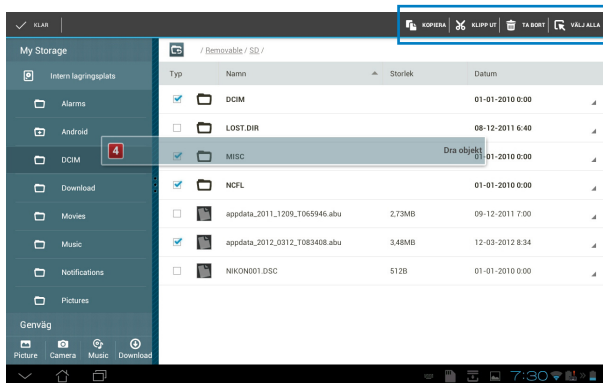 KLAR
KOPIERA KLIPP UT TA BORT VÄLJ ALLA
My Storage
/ Removable / SD /
Intern lagringsplats
Typ Namn Storlek Datum
Alarms
DCIM 01-01-2010 0:00
Android
LOST.DIR 08-12-2011 6:40
4 Dra objekt
DCIM
MISC 01-01-2010 0:00
Download
NCFL 01-01-2010 0:00
Movies
appdata_2011_1209_T065946.abu 2,73MB 09-12-2011 7:00
Music
appdata_2012_0312_T083408.abu 3,48MB 12-03-2012 8:34
Notifications
NIKON001.DSC 512B 01-01-2010 0:00
Pictures
Genväg
Picture Camera Music Download
7:30